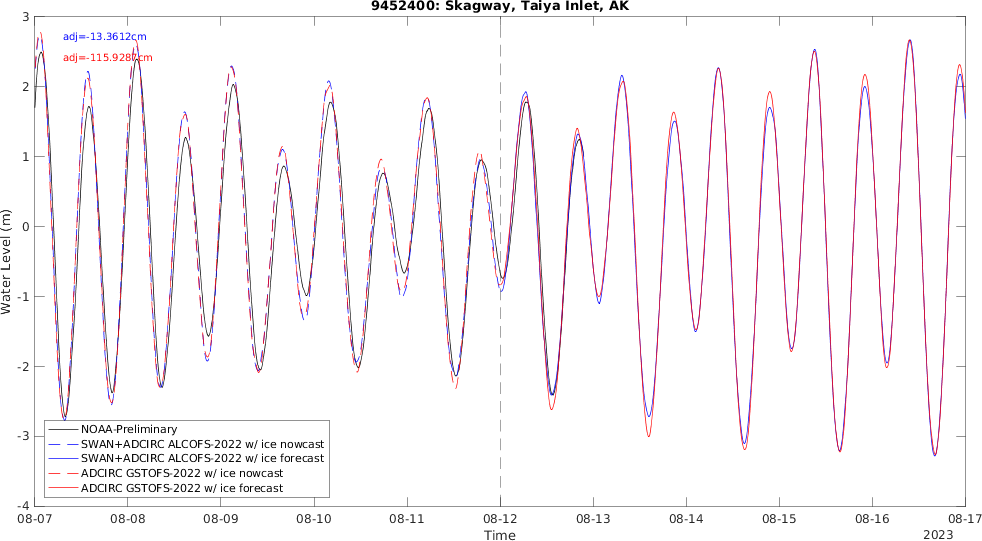 9452400: Skagway, Taiya Inlet, AK
adj=-13.3612cm
adj=-115.9287cm
3
2
1
0
-1
-2
-3
-4
Water Level (m)
NOAA-Preliminary
SWAN+ADCIRC ALCOFS-2022 w/ ice nowcast
SWAN+ADCIRC ALCOFS-2022 w/ ice forecast
ADCIRC GSTOFS-2022 w/ ice nowcast
ADCIRC GSTOFS-2022 w/ ice forecast
08-07 08-08 08-09 08-10 08-11 08-12 08-13 08-14 08-15 08-16 08-17
Time
2023